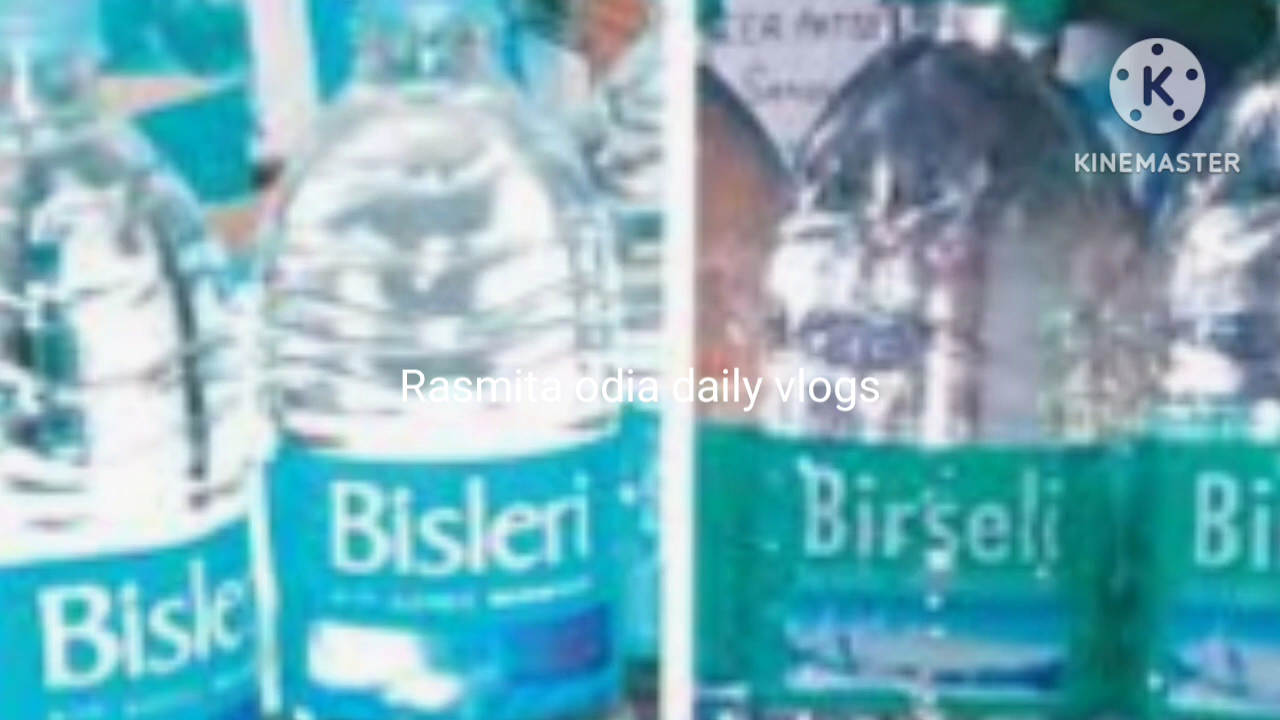 KINEMASTER
Rasmita odia daily vlogs
Bisleri
Birseli
Bisle
Bi